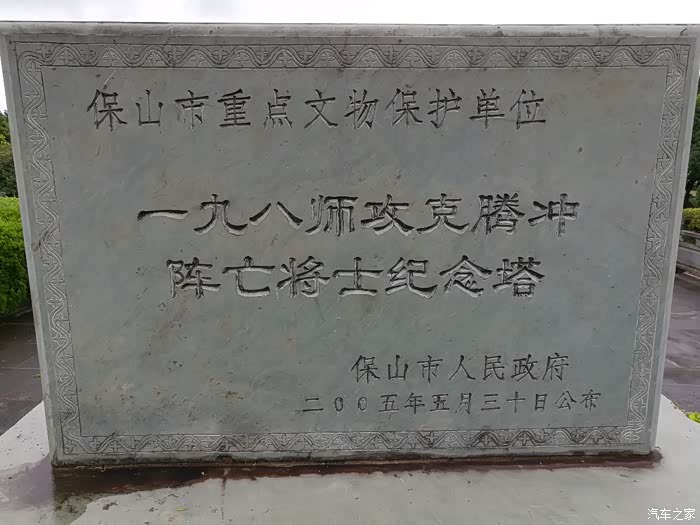 保山市重点文物保护单位
一九八师攻克腾冲
阵亡将士纪念塔
保山市人民政府
二00五年五月三十日公布
汽车之家